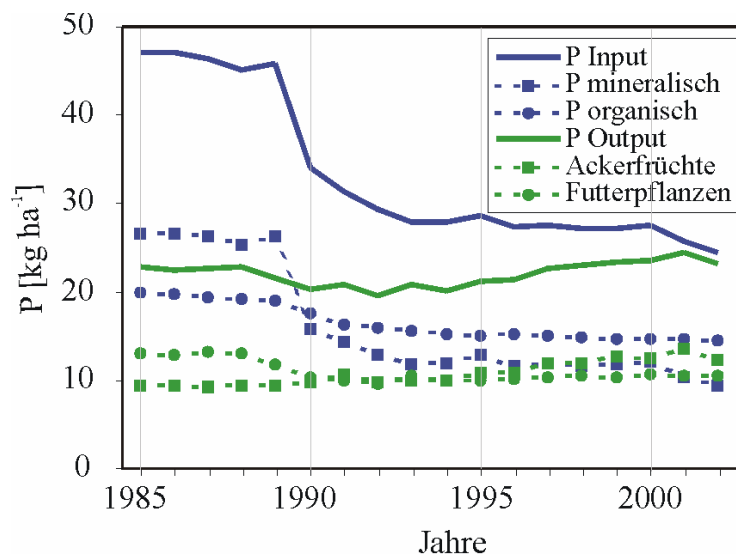 P [kg ha⁻¹]
50
40
30
20
10
0
P Input
P mineralisch
P organisch
P Output
Ackerfrüchte
Futterpflanzen
1985 1990 1995 2000
Jahre